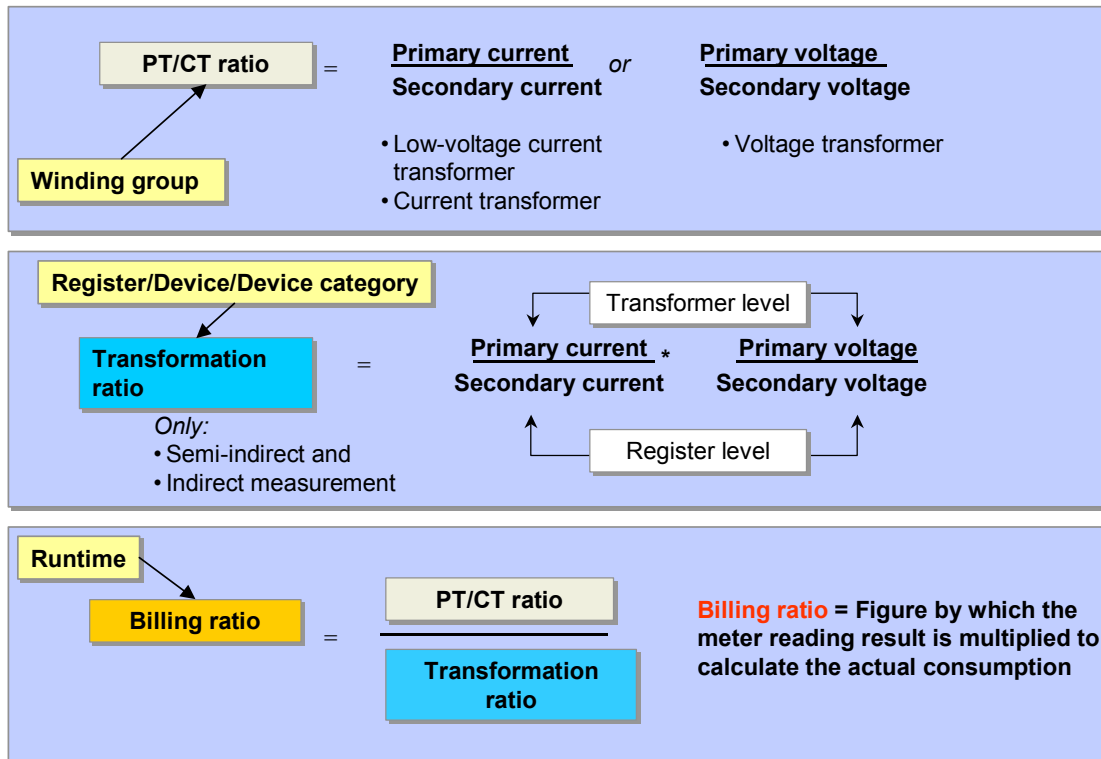 PT/CT ratio
=
Primary current
Secondary current
or
Primary voltage
Secondary voltage
Winding group
• Low-voltage current
transformer
• Current transformer
• Voltage transformer
Register/Device/Device category
Transformation
ratio
=
Transformer level
Primary current
*
Primary voltage
Secondary current
Secondary voltage
Register level
Only:
• Semi-indirect and
• Indirect measurement
Runtime
Billing ratio
=
PT/CT ratio
Transformation
ratio
Billing ratio = Figure by which the
meter reading result is multiplied to
calculate the actual consumption